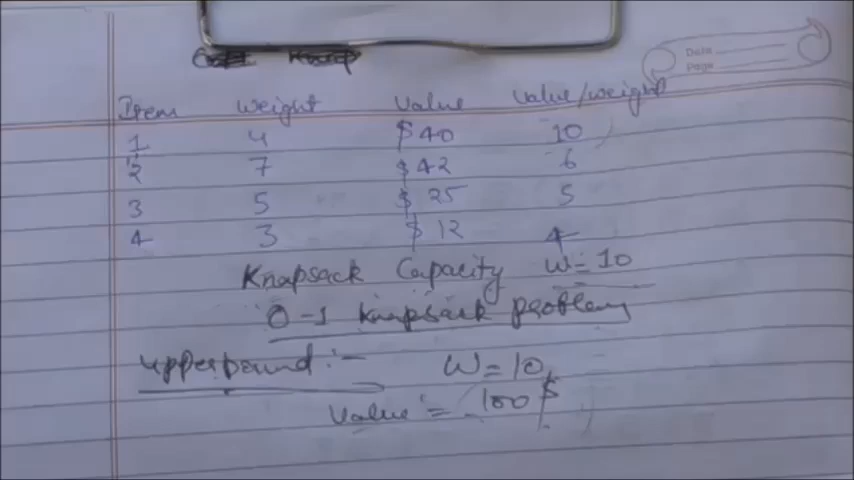 Date
Page
Item Weight Value Value/weight
1 4 $40 10
2 7 $42 6
3 5 $25 5
4 3 $12 4
Knapsack Capacity W=10
0-1 Knapsack problem
Upperbound :- W=10
Value = 100 $